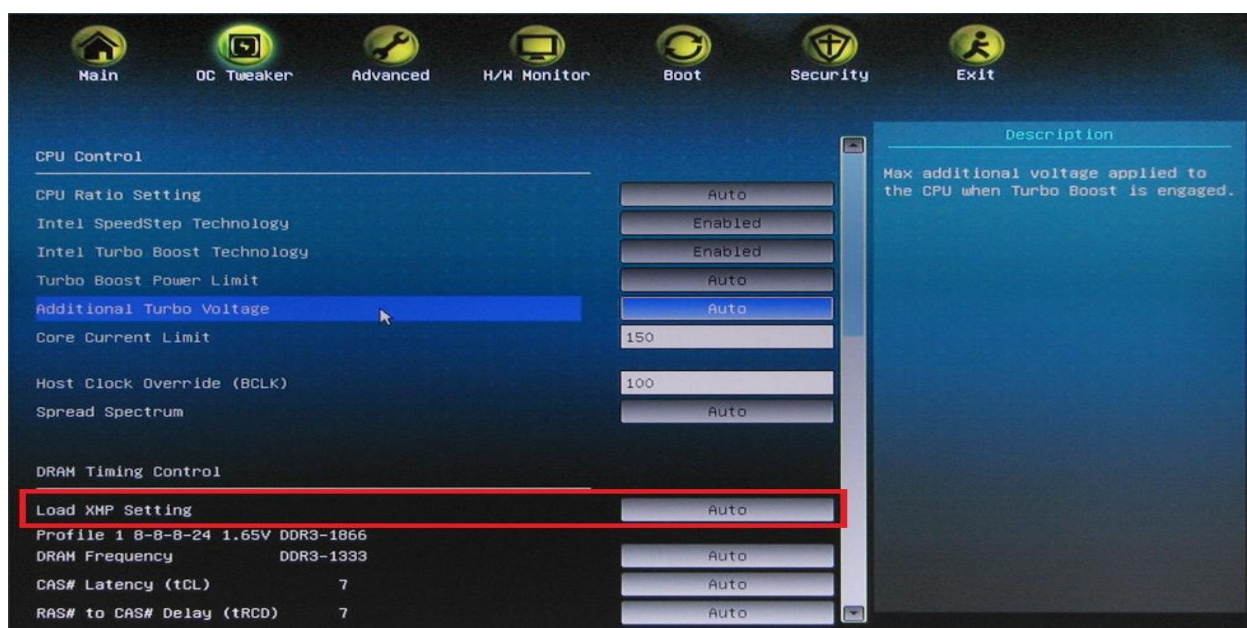 Main OC Tweaker Advanced H/W Monitor Boot Security Exit
CPU Control
CPU Ratio Setting Auto
Intel SpeedStep Technology Enabled
Intel Turbo Boost Technology Enabled
Turbo Boost Power Limit Auto
Additional Turbo Voltage Auto
Core Current Limit 150
Host Clock Override (BCLK) 100
Spread Spectrum Auto
DRAM Timing Control
Load XMP Setting Auto
Profile 1 8-8-8-24 1.65V DDR3-1866
DRAM Frequency DDR3-1333 Auto
CAS# Latency (tCL) 7 Auto
RAS# to CAS# Delay (tRCD) 7 Auto
Description
Max additional voltage applied to
the CPU when Turbo Boost is engaged.